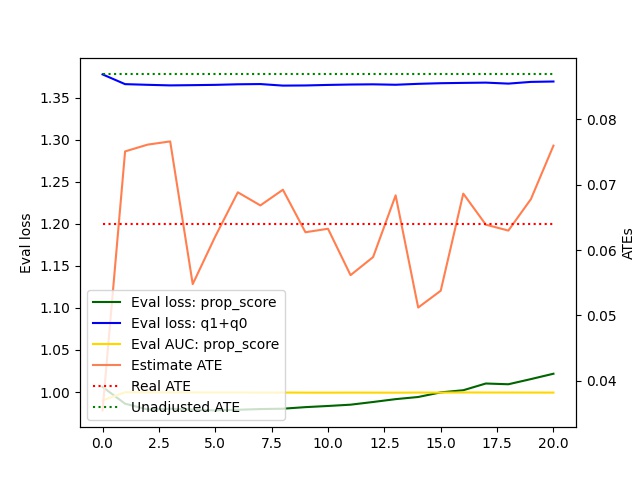 1.35
1.30
1.25
1.20
1.15
1.10
1.05
1.00
Eval loss
0.08
0.07
0.06
0.05
0.04
ATEs
Eval loss: prop_score
Eval loss: q1+q0
Eval AUC: prop_score
Estimate ATE
Real ATE
Unadjusted ATE
0.0 2.5 5.0 7.5 10.0 12.5 15.0 17.5 20.0